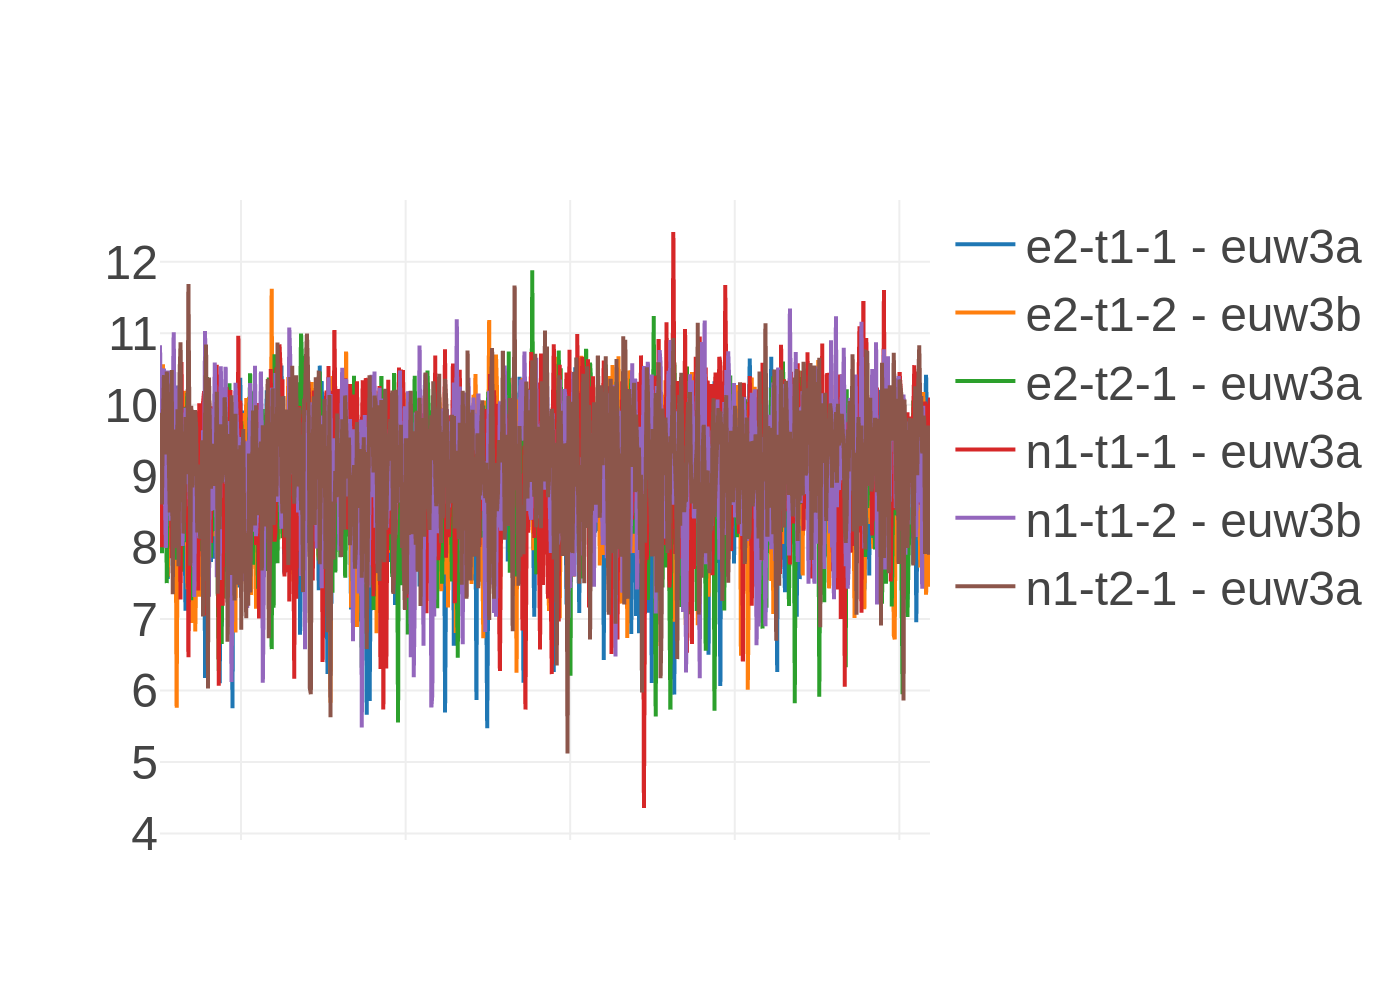 12
11
10
9
8
7
6
5
4
e2-t1-1 - euw3a
e2-t1-2 - euw3b
e2-t2-1 - euw3a
n1-t1-1 - euw3a
n1-t1-2 - euw3b
n1-t2-1 - euw3a